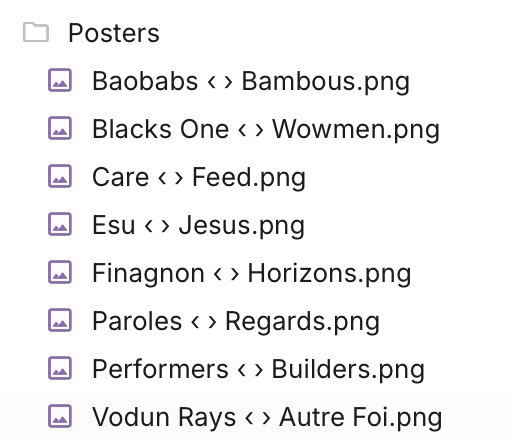 Posters
Baobabs ‹ › Bambous.png
Blacks One ‹ › Wowmen.png
Care ‹ › Feed.png
Esu ‹ › Jesus.png
Finagnon ‹ › Horizons.png
Paroles ‹ › Regards.png
Performers ‹ › Builders.png
Vodun Rays ‹ › Autre Foi.png